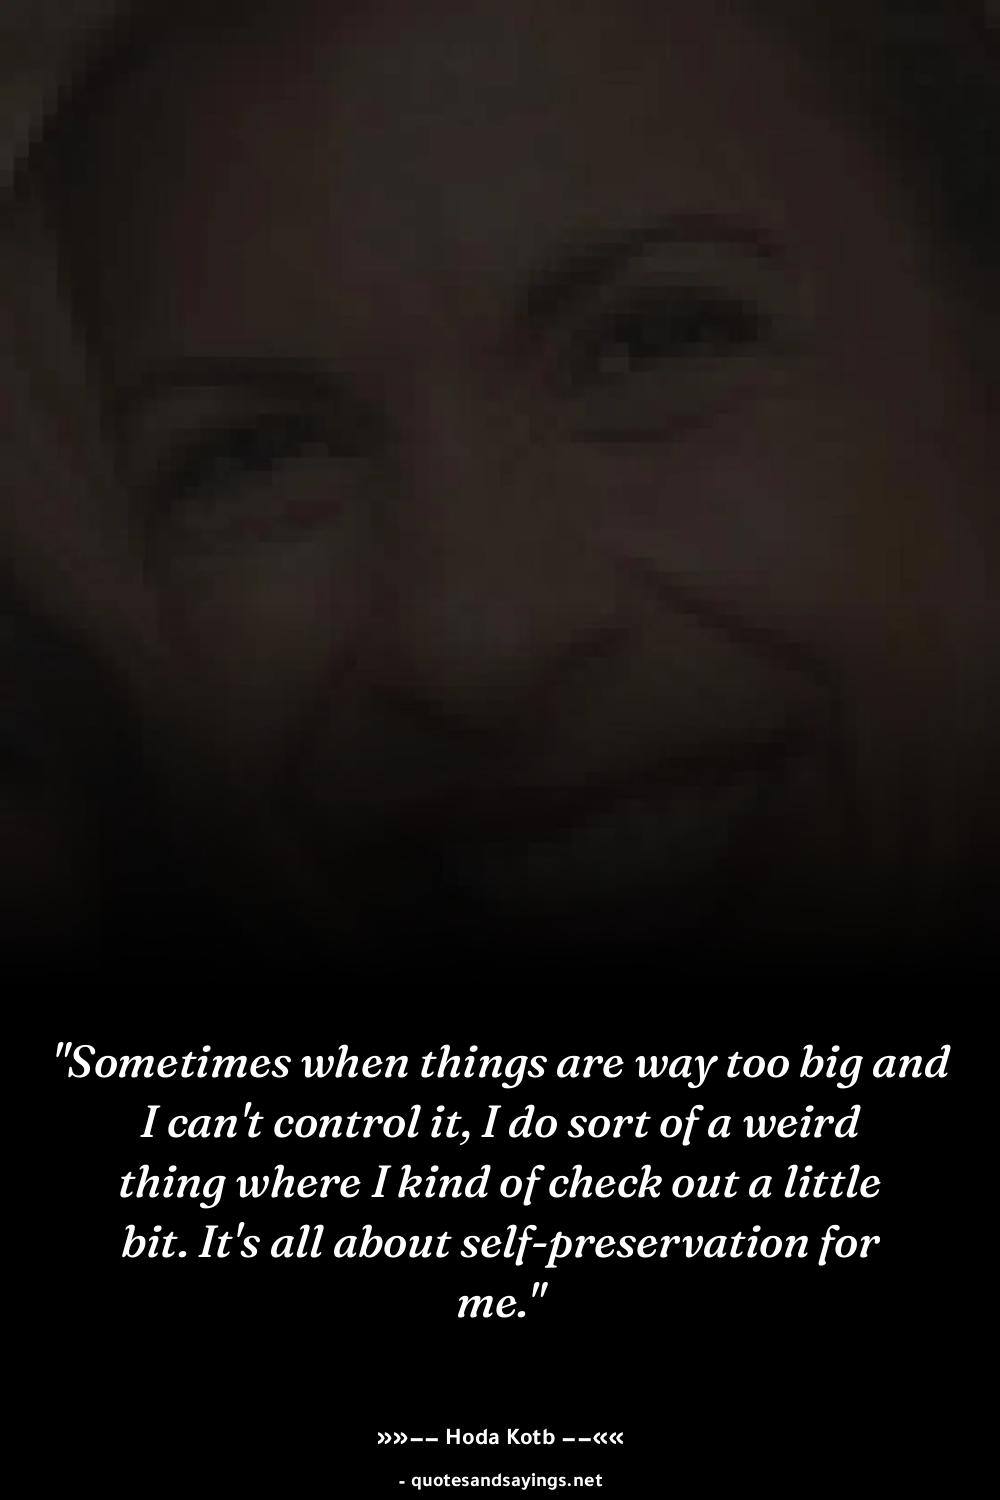 "Sometimes when things are way too big and
I can't control it, I do sort of a weird
thing where I kind of check out a little
bit. It's all about self-preservation for
me."
»»–– Hoda Kotb ––««
- quotesandsayings.net